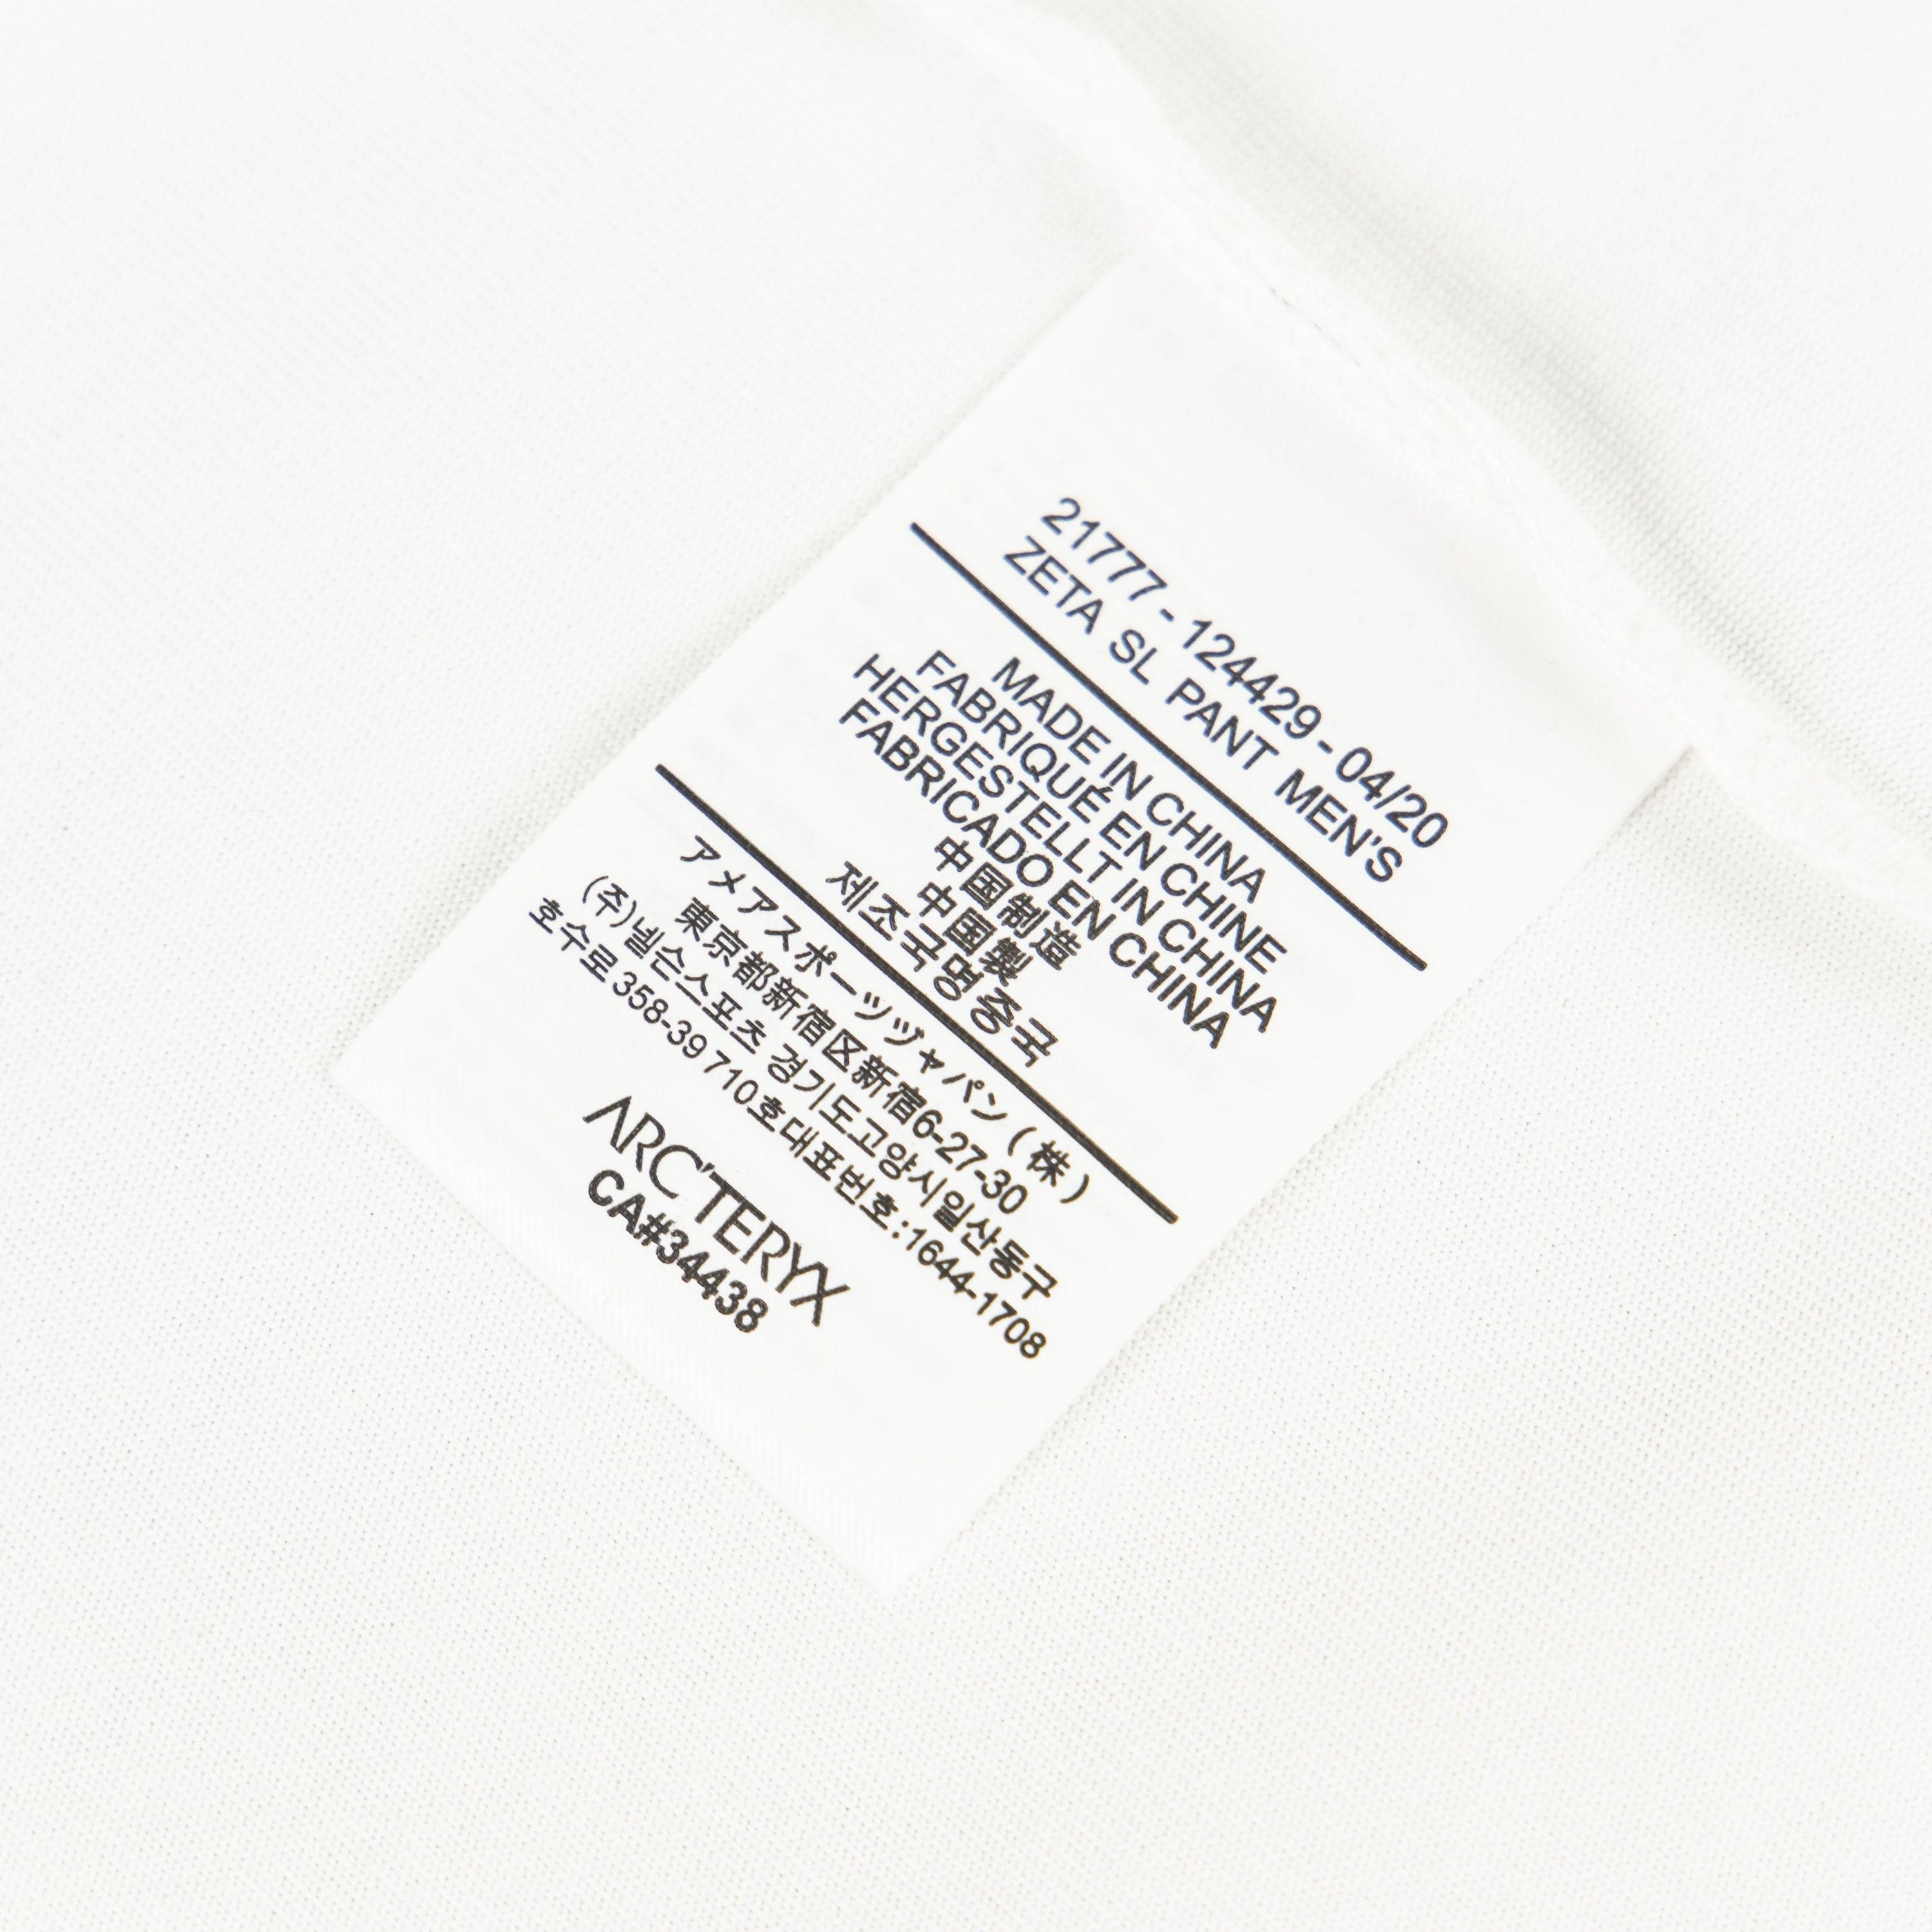 21777 - 124429 - 04/20
ZETA SL PANT MEN'S
MADE IN CHINA
FABRIQUÉ EN CHINE
HERGESTELLT IN CHINA
FABRICADO EN CHINA
中国制造
中国製
제조국명중국
アメアスポーツヅャパン(株)
東京都新宿区新宿6-27-30
(주)넬슨스포츠 경기도고양시일산동구
호수로 358-39 710호대표번호:1644-1708
ARC'TERYX
CA#34438